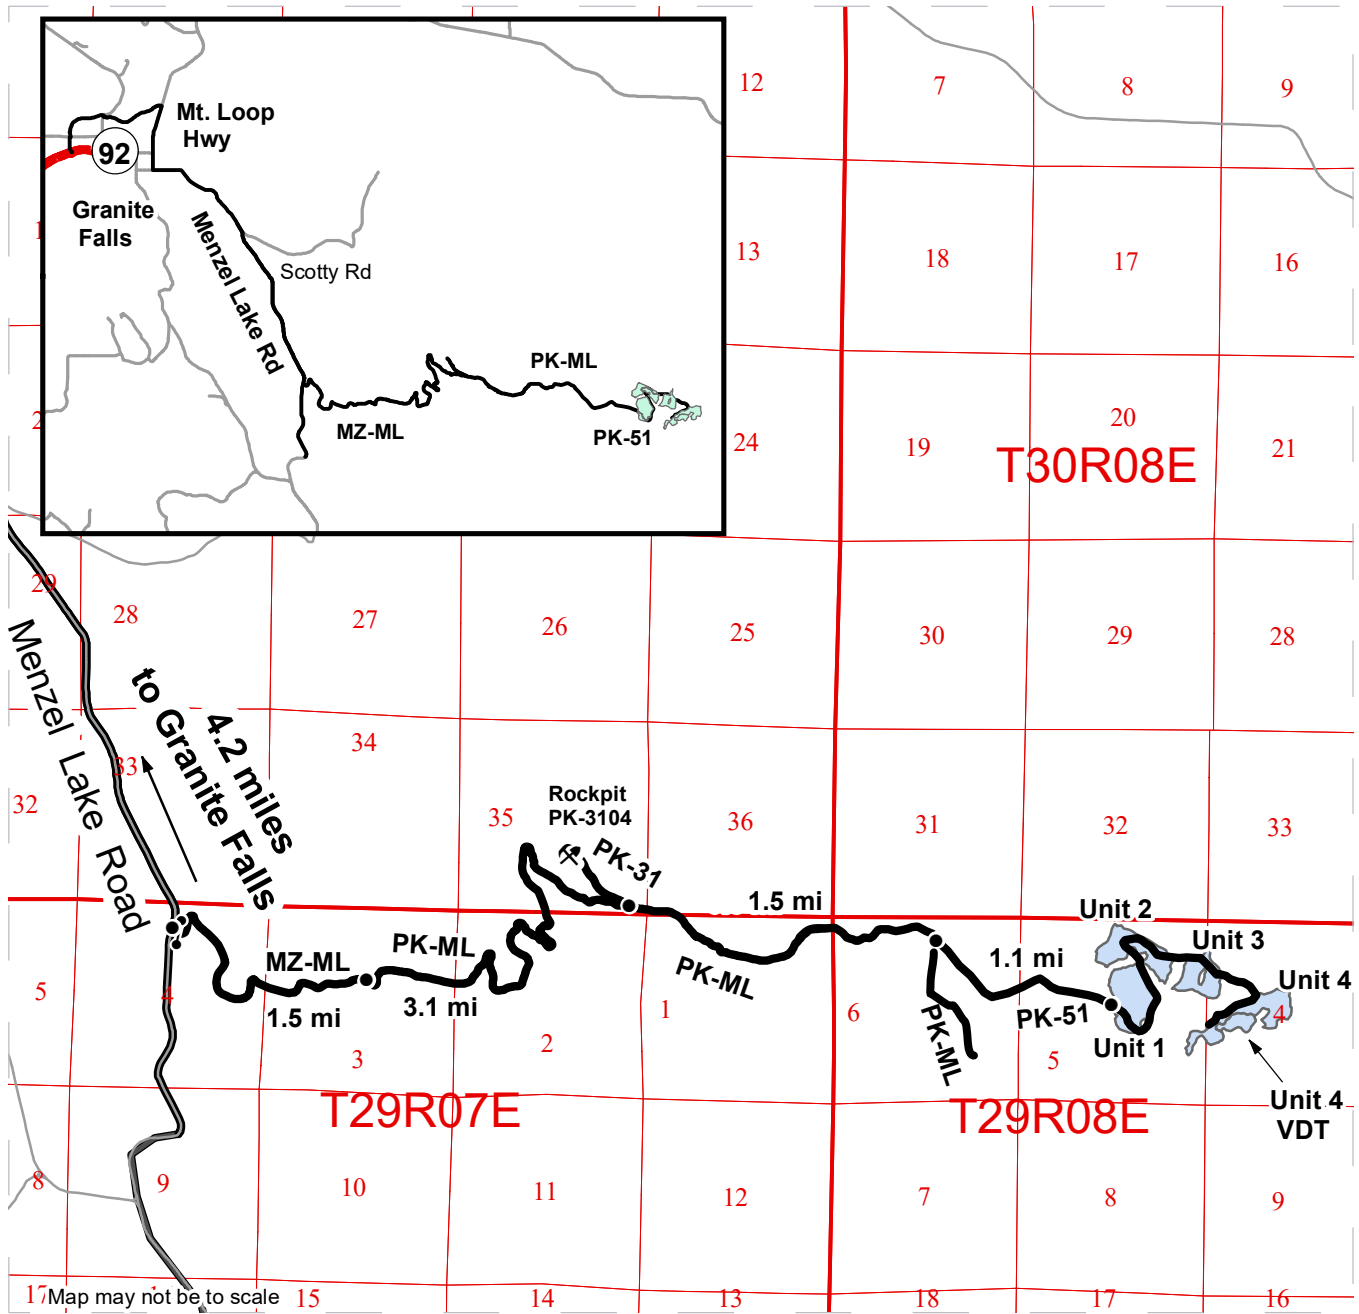 Mt. Loop
Hwy
92
Granite
Falls
Menzel Lake Rd
Scotty Rd
PK-ML
MZ-ML
PK-51
12
7
8
9
13
18
17
16
24
19
20
21
T30R08E
29
28
27
26
25
30
29
28
Menzel Lake Road
4.2 miles
to Granite Falls
32
33
34
35
36
31
32
33
Rockpit
PK-3104
PK-31
1.5 mi
Unit 2
Unit 3
Unit 4
MZ-ML
PK-ML
PK-ML
1.1 mi
1.5 mi
3.1 mi
PK-51
PK-ML
Unit 1
5
4
3
2
1
6
5
4
Unit 4
VDT
T29R07E
T29R08E
8
9
10
11
12
7
8
9
17
Map may not be to scale
15
14
13
18
17
16